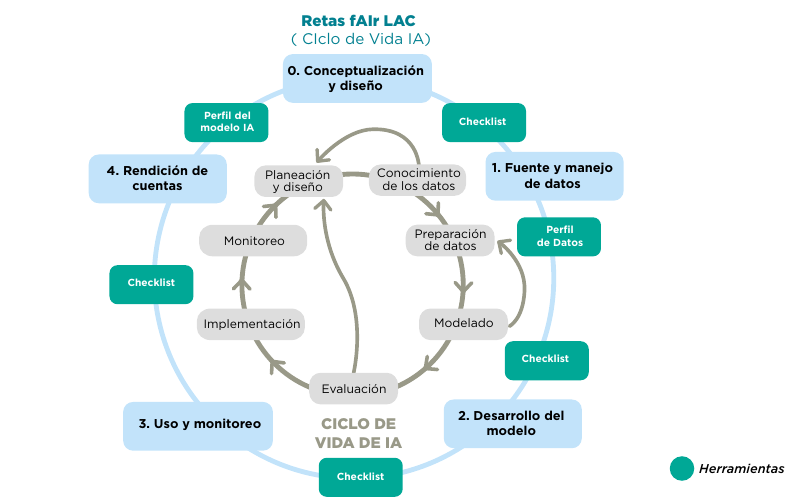 Retas fAIr LAC
( CIclo de Vida IA)
0. Conceptualización
y diseño
Perfil del
modelo IA
Checklist
4. Rendición de
cuentas
1. Fuente y manejo
de datos
Planeación
y diseño
Conocimiento
de los datos
Monitoreo
Preparación
de datos
Perfil
de Datos
Checklist
Implementación
Modelado
Checklist
Evaluación
3. Uso y monitoreo
CICLO DE
VIDA DE IA
2. Desarrollo del
modelo
Checklist
Herramientas